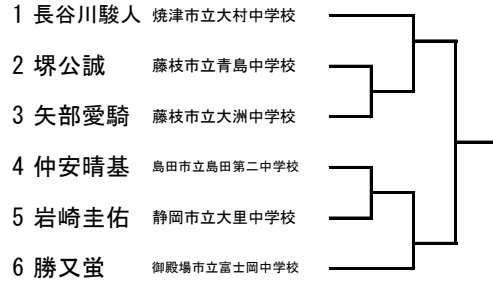 1 長谷川駿人 焼津市立大村中学校
2 堺公誠 藤枝市立青島中学校
3 矢部愛騎 藤枝市立大洲中学校
4 仲安晴基 島田市立島田第二中学校
5 岩崎圭佑 静岡市立大里中学校
6 勝又蛍 御殿場市立富士岡中学校